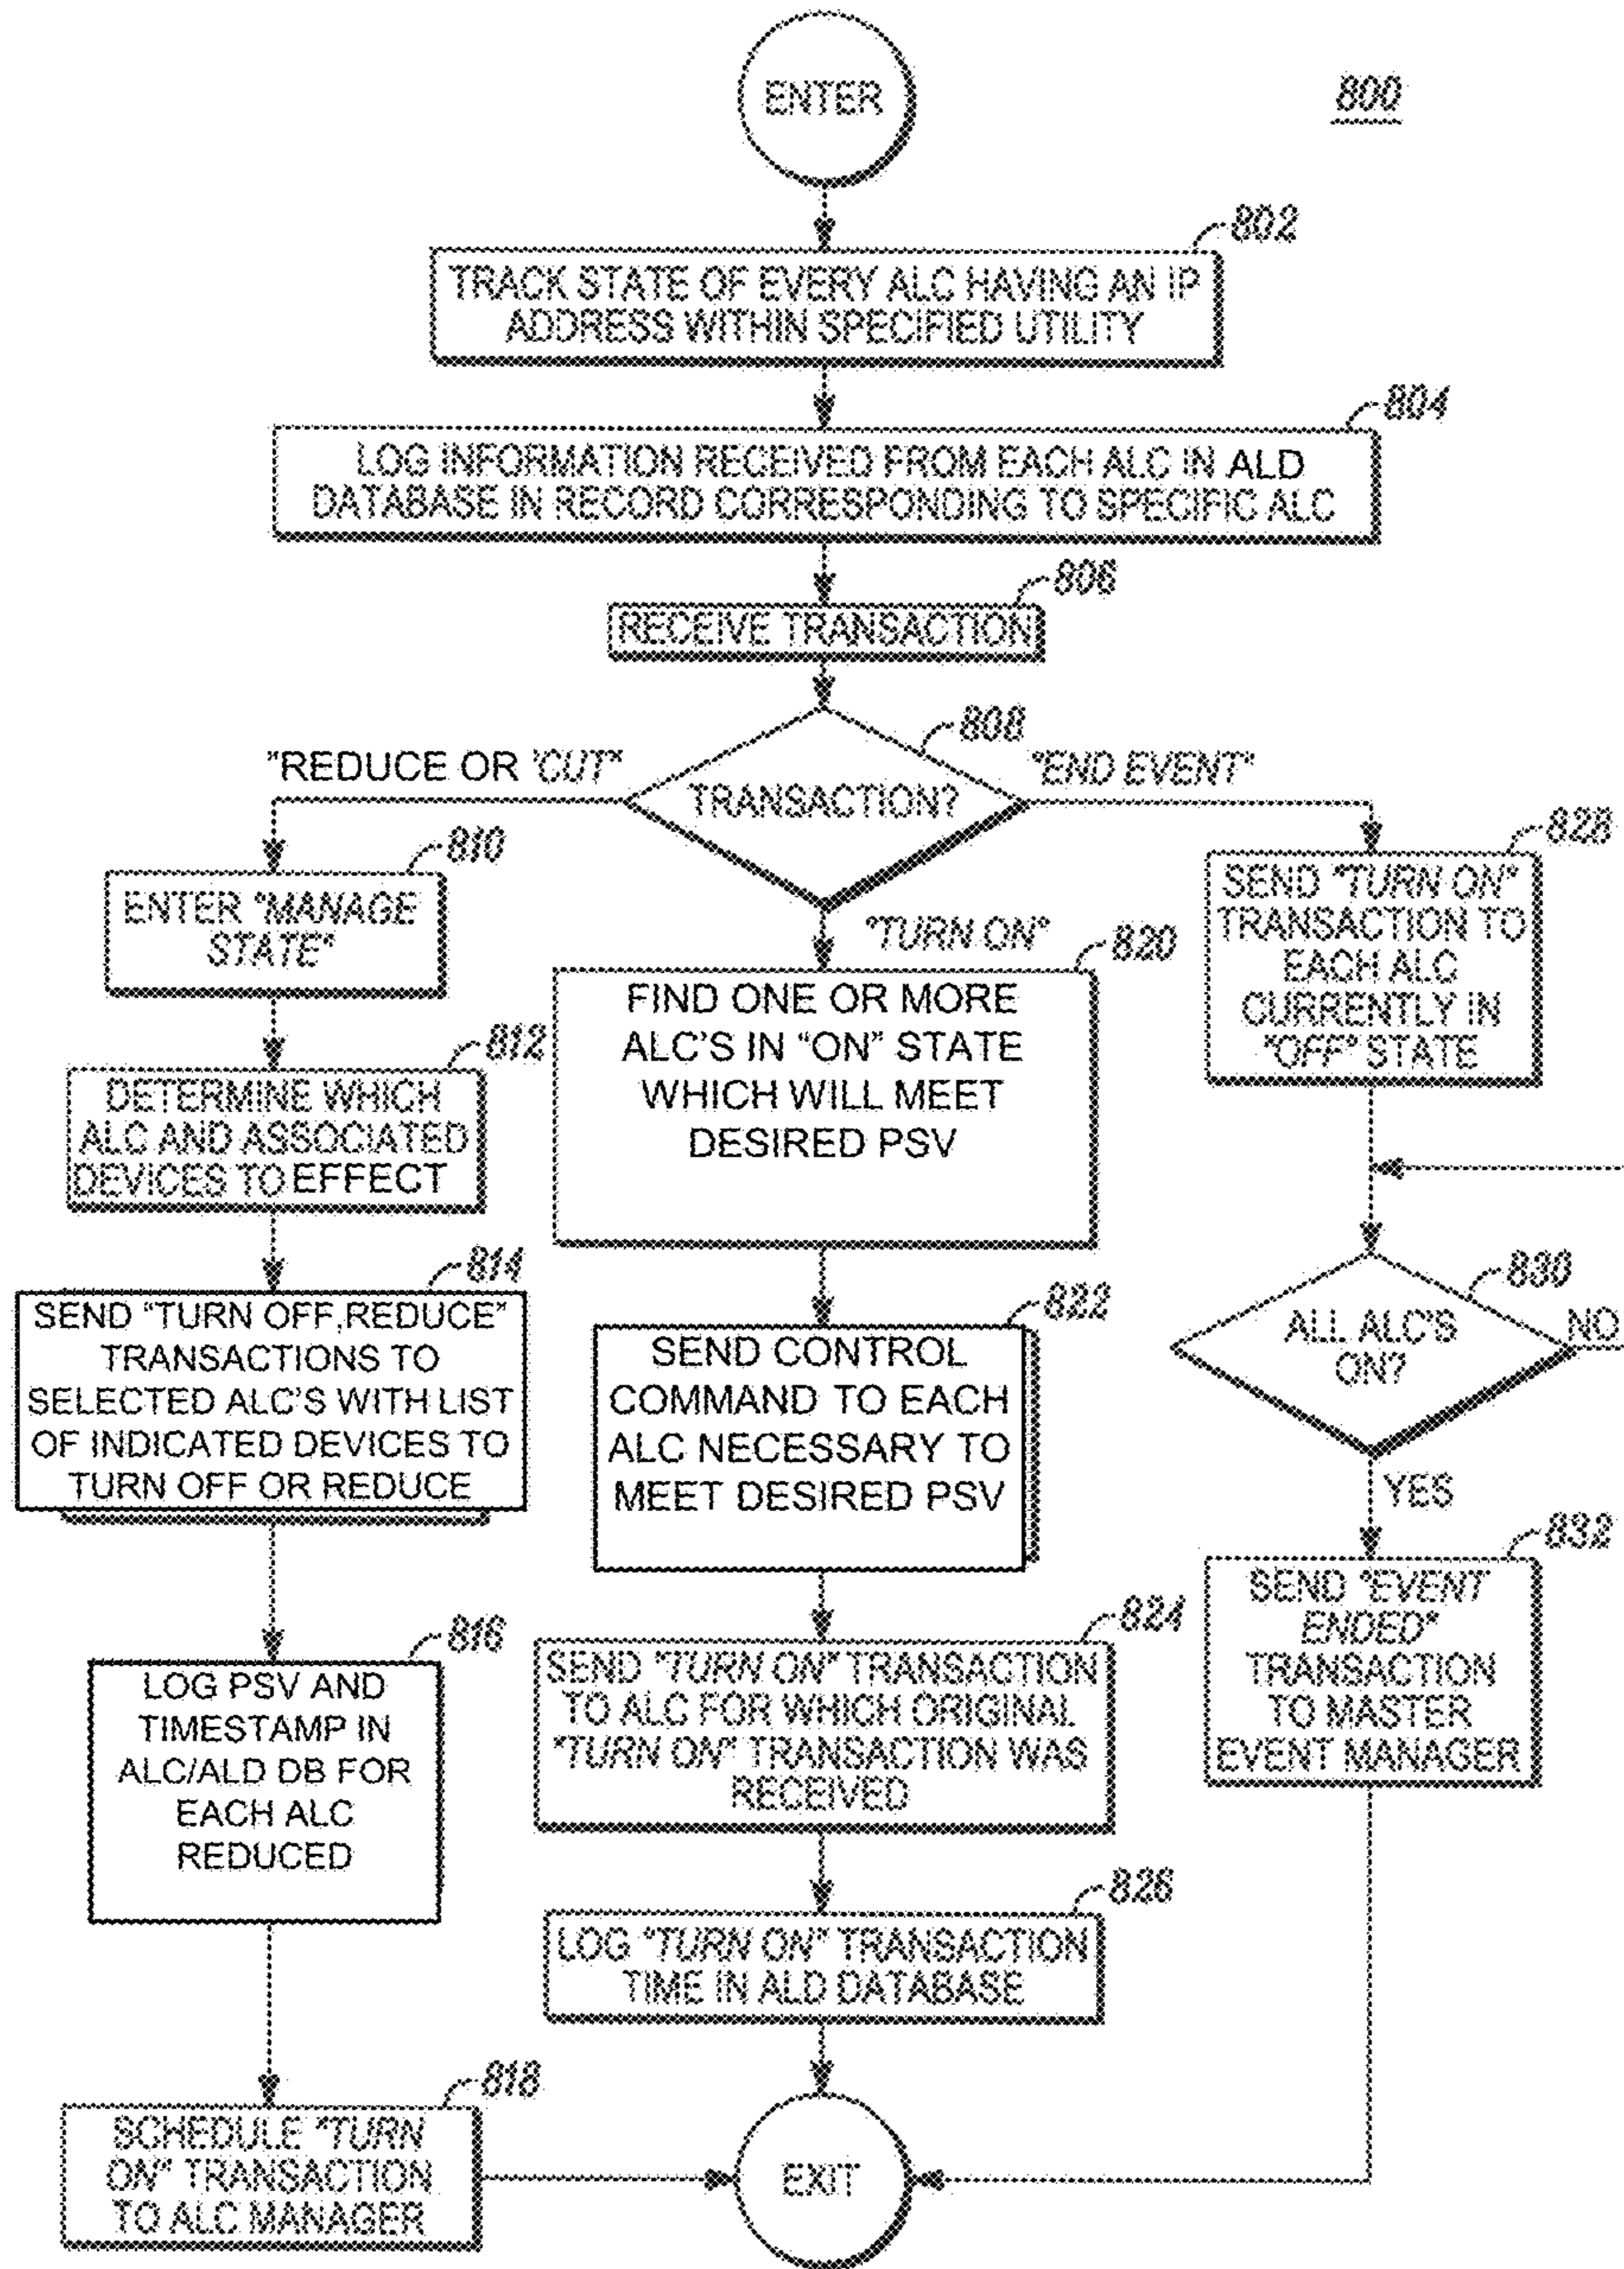 ENTER
800
802
TRACK STATE OF EVERY ALC HAVING AN IP
ADDRESS WITHIN SPECIFIED UTILITY
804
LOG INFORMATION RECEIVED FROM EACH ALC IN ALD
DATABASE IN RECORD CORRESPONDING TO SPECIFIC ALC
806
RECEIVE TRANSACTION
808
TRANSACTION?
"REDUCE OR 'CUT"
"END EVENT"
"TURN ON"
810
ENTER "MANAGE
STATE"
812
DETERMINE WHICH
ALC AND ASSOCIATED
DEVICES TO EFFECT
814
SEND "TURN OFF,REDUCE"
TRANSACTIONS TO
SELECTED ALC'S WITH LIST
OF INDICATED DEVICES TO
TURN OFF OR REDUCE
816
LOG PSV AND
TIMESTAMP IN
ALC/ALD DB FOR
EACH ALC
REDUCED
818
SCHEDULE "TURN
ON" TRANSACTION
TO ALC MANAGER
820
FIND ONE OR MORE
ALC'S IN "ON" STATE
WHICH WILL MEET
DESIRED PSV
822
SEND CONTROL
COMMAND TO EACH
ALC NECESSARY TO
MEET DESIRED PSV
824
SEND "TURN ON" TRANSACTION
TO ALC FOR WHICH ORIGINAL
"TURN ON" TRANSACTION WAS
RECEIVED
826
LOG "TURN ON" TRANSACTION
TIME IN ALD DATABASE
828
SEND "TURN ON"
TRANSACTION TO
EACH ALC
CURRENTLY IN
"OFF" STATE
830
ALL ALC'S
ON?
NO
YES
832
SEND "EVENT
ENDED"
TRANSACTION
TO MASTER
EVENT MANAGER
EXIT